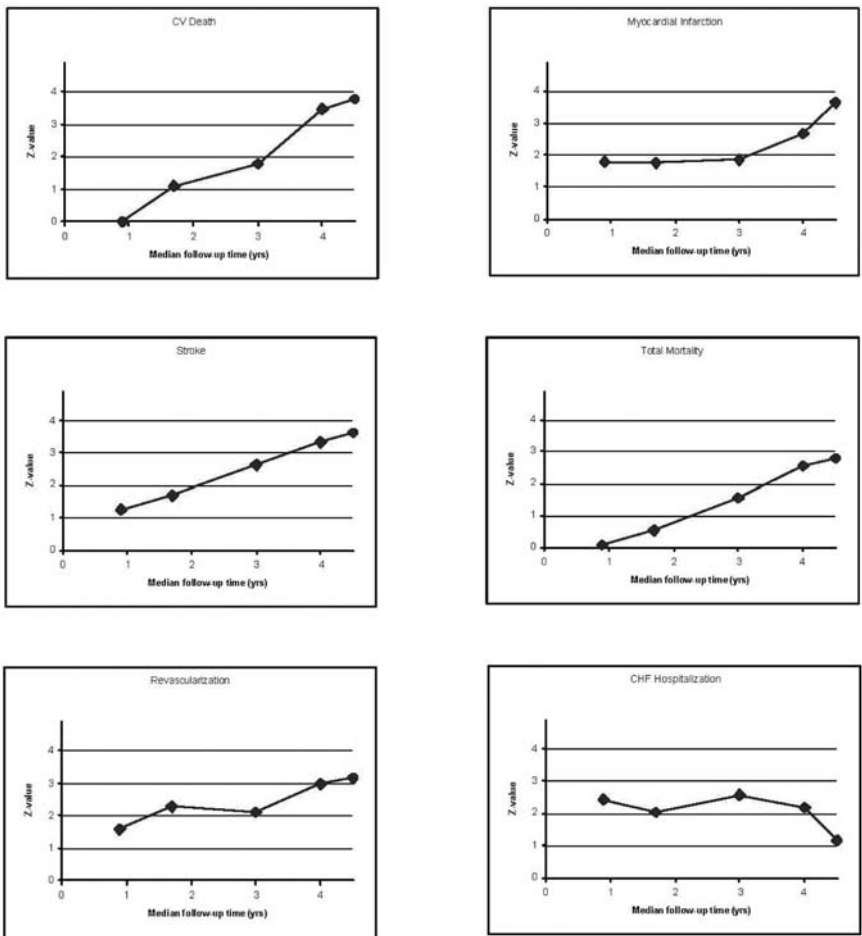 CV Death
4
3
2
1
0
0 1 2 3 4
Z-value
Median follow-up time (yrs)
Myocardial Infarction
4
3
2
1
0
0 1 2 3 4
Z-value
Median follow-up time (yrs)
Stroke
4
3
2
1
0
0 1 2 3 4
Z-value
Median follow-up time (yrs)
Total Mortality
4
3
2
1
0
0 1 2 3 4
Z-value
Median follow-up time (yrs)
Revascularization
4
3
2
1
0
0 1 2 3 4
Z-value
Median follow-up time (yrs)
CHF Hospitalization
4
3
2
1
0
0 1 2 3 4
Z-value
Median follow-up time (yrs)